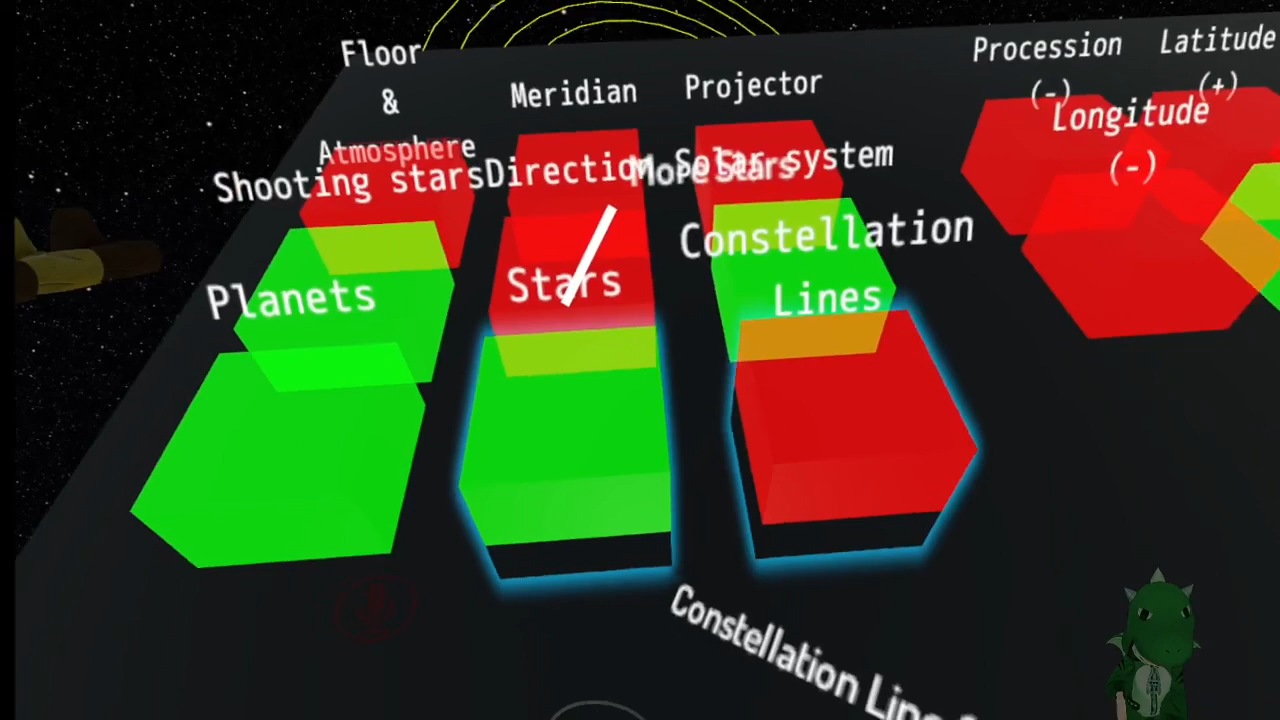 Floor
&
Atmosphere
Meridian
Projector
Procession
(-)
Latitude
(+)
Longitude
(-)
Shooting stars
Direction
More Stars
Solar system
Planets
Stars
Constellation
Lines
Constellation Line